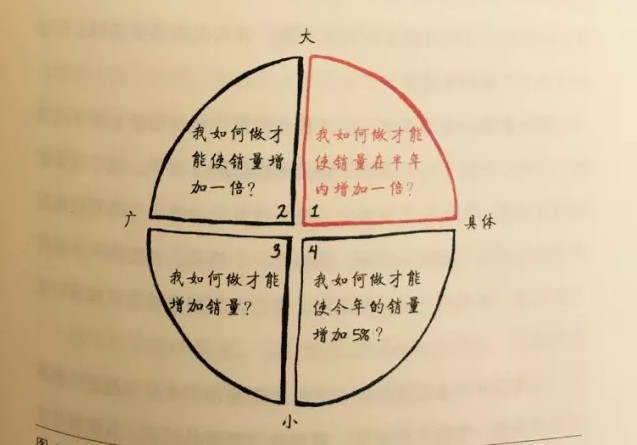 大
我如何做才
能使销量增
加一倍?
2
我如何做才能
使销量在半年
内增加一倍?
1
广
具体
3
我如何做才能
增加销量?
4
我如何做才能
使今年的销量
增加5%?
小
图